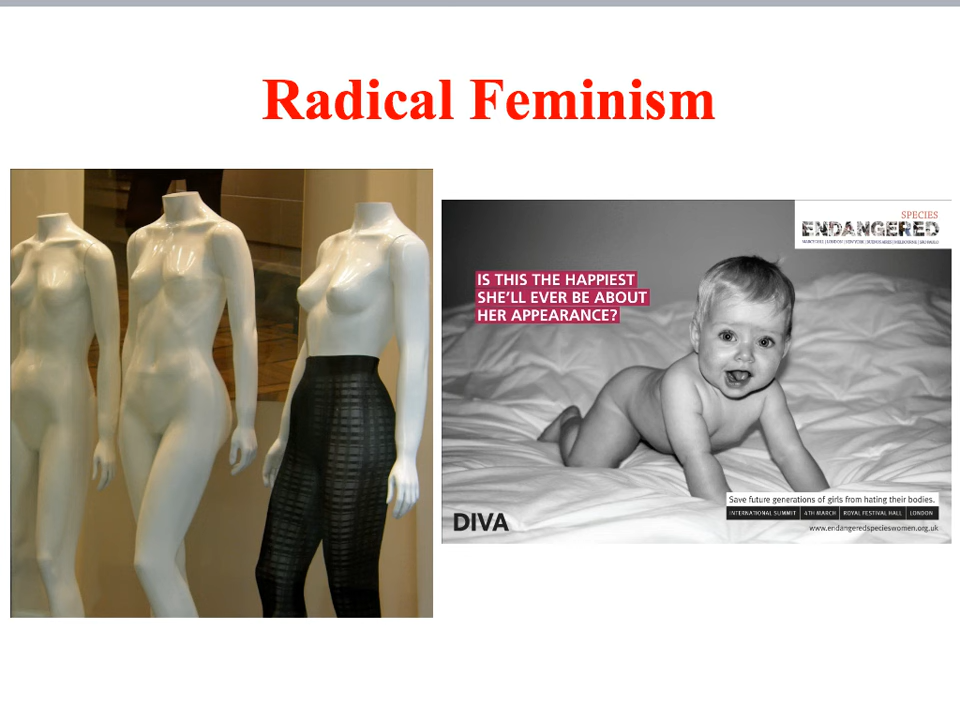 Radical Feminism
SPECIES
ENDANGERED
IS THIS THE HAPPIEST
SHE'LL EVER BE ABOUT
HER APPEARANCE?
Save future generations of girls from hating their bodies.
INTERNATIONAL SUMMIT | 4TH MARCH | ROYAL FESTIVAL HALL | LONDON
DIVA
www.endangeredspecieswomen.org.uk